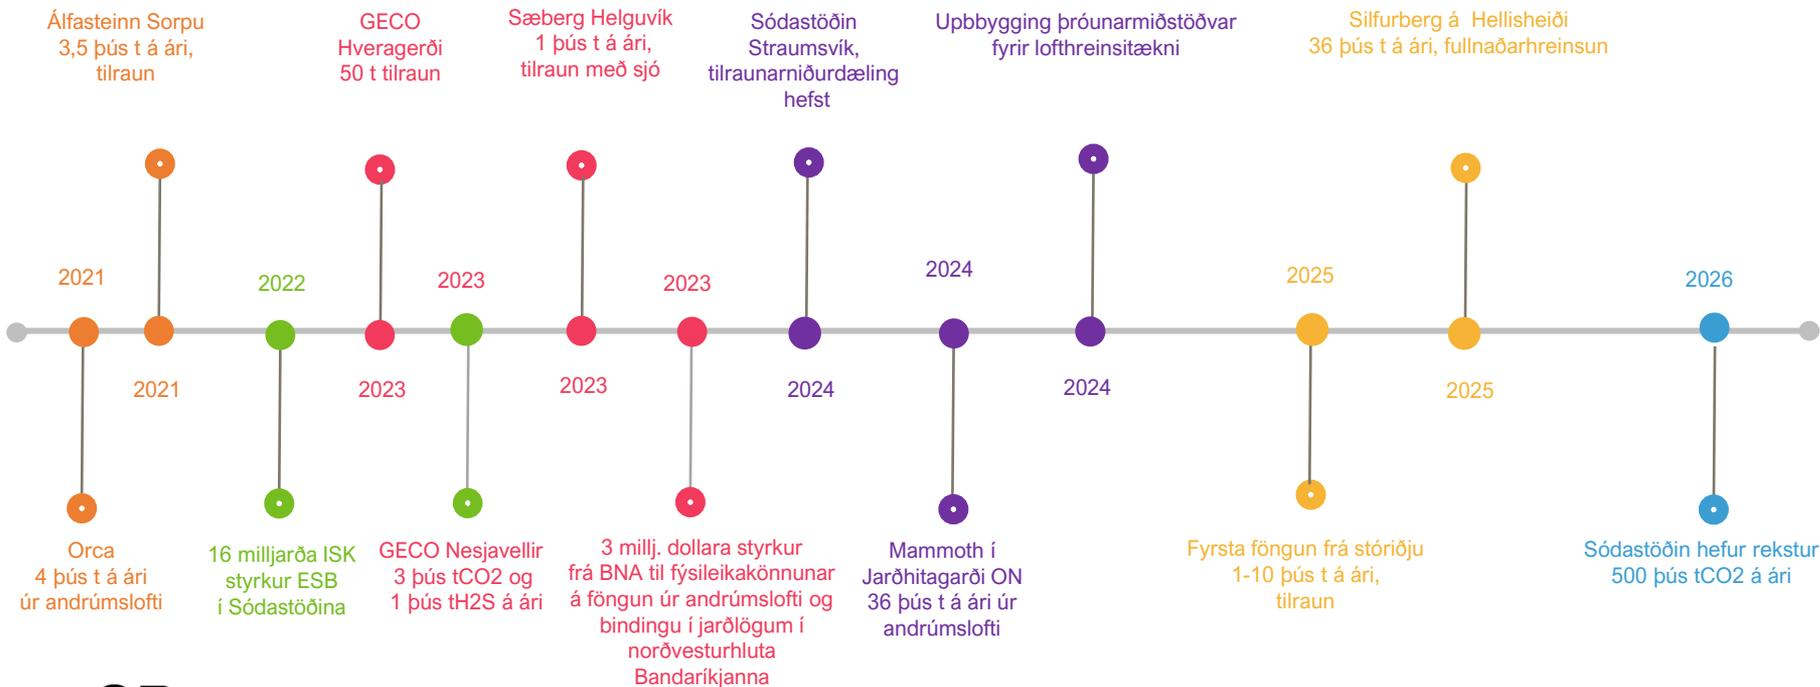 Álfasteinn Sorpu
3,5 þús t á ári,
tilraun
GECO
Hveragerði
50 t tilraun
Sæberg Helguvík
1 þús t á ári,
tilraun með sjó
Sódastöðin
Straumsvík,
tilraunarniðurdæling
hefst
Upbbygging þróunarmiðstöðvar
fyrir lofthreinsitækni
Silfurberg á Hellisheiði
36 þús t á ári, fullnaðarhreinsun
2021
2022
2023
2023
2024
2025
2026
2021
2023
2023
2024
2024
2025
Orca
4 þús t á ári
úr andrúmslofti
16 milljarða ISK
styrkur ESB
í Sódastöðina
GECO Nesjavellir
3 þús tCO2 og
1 þús tH2S á ári
3 millj. dollara styrkur
frá BNA til fýsileikakönnunar
á föngun úr andrúmslofti og
bindingu í jarðlögum í
norðvesturhluta
Bandaríkjanna
Mammoth í
Jarðhitagarði ON
36 þús t á ári úr
andrúmslofti
Fyrsta föngun frá stóriðju
1-10 þús t á ári,
tilraun
Sódastöðin hefur rekstur
500 þús tCO2 á ári